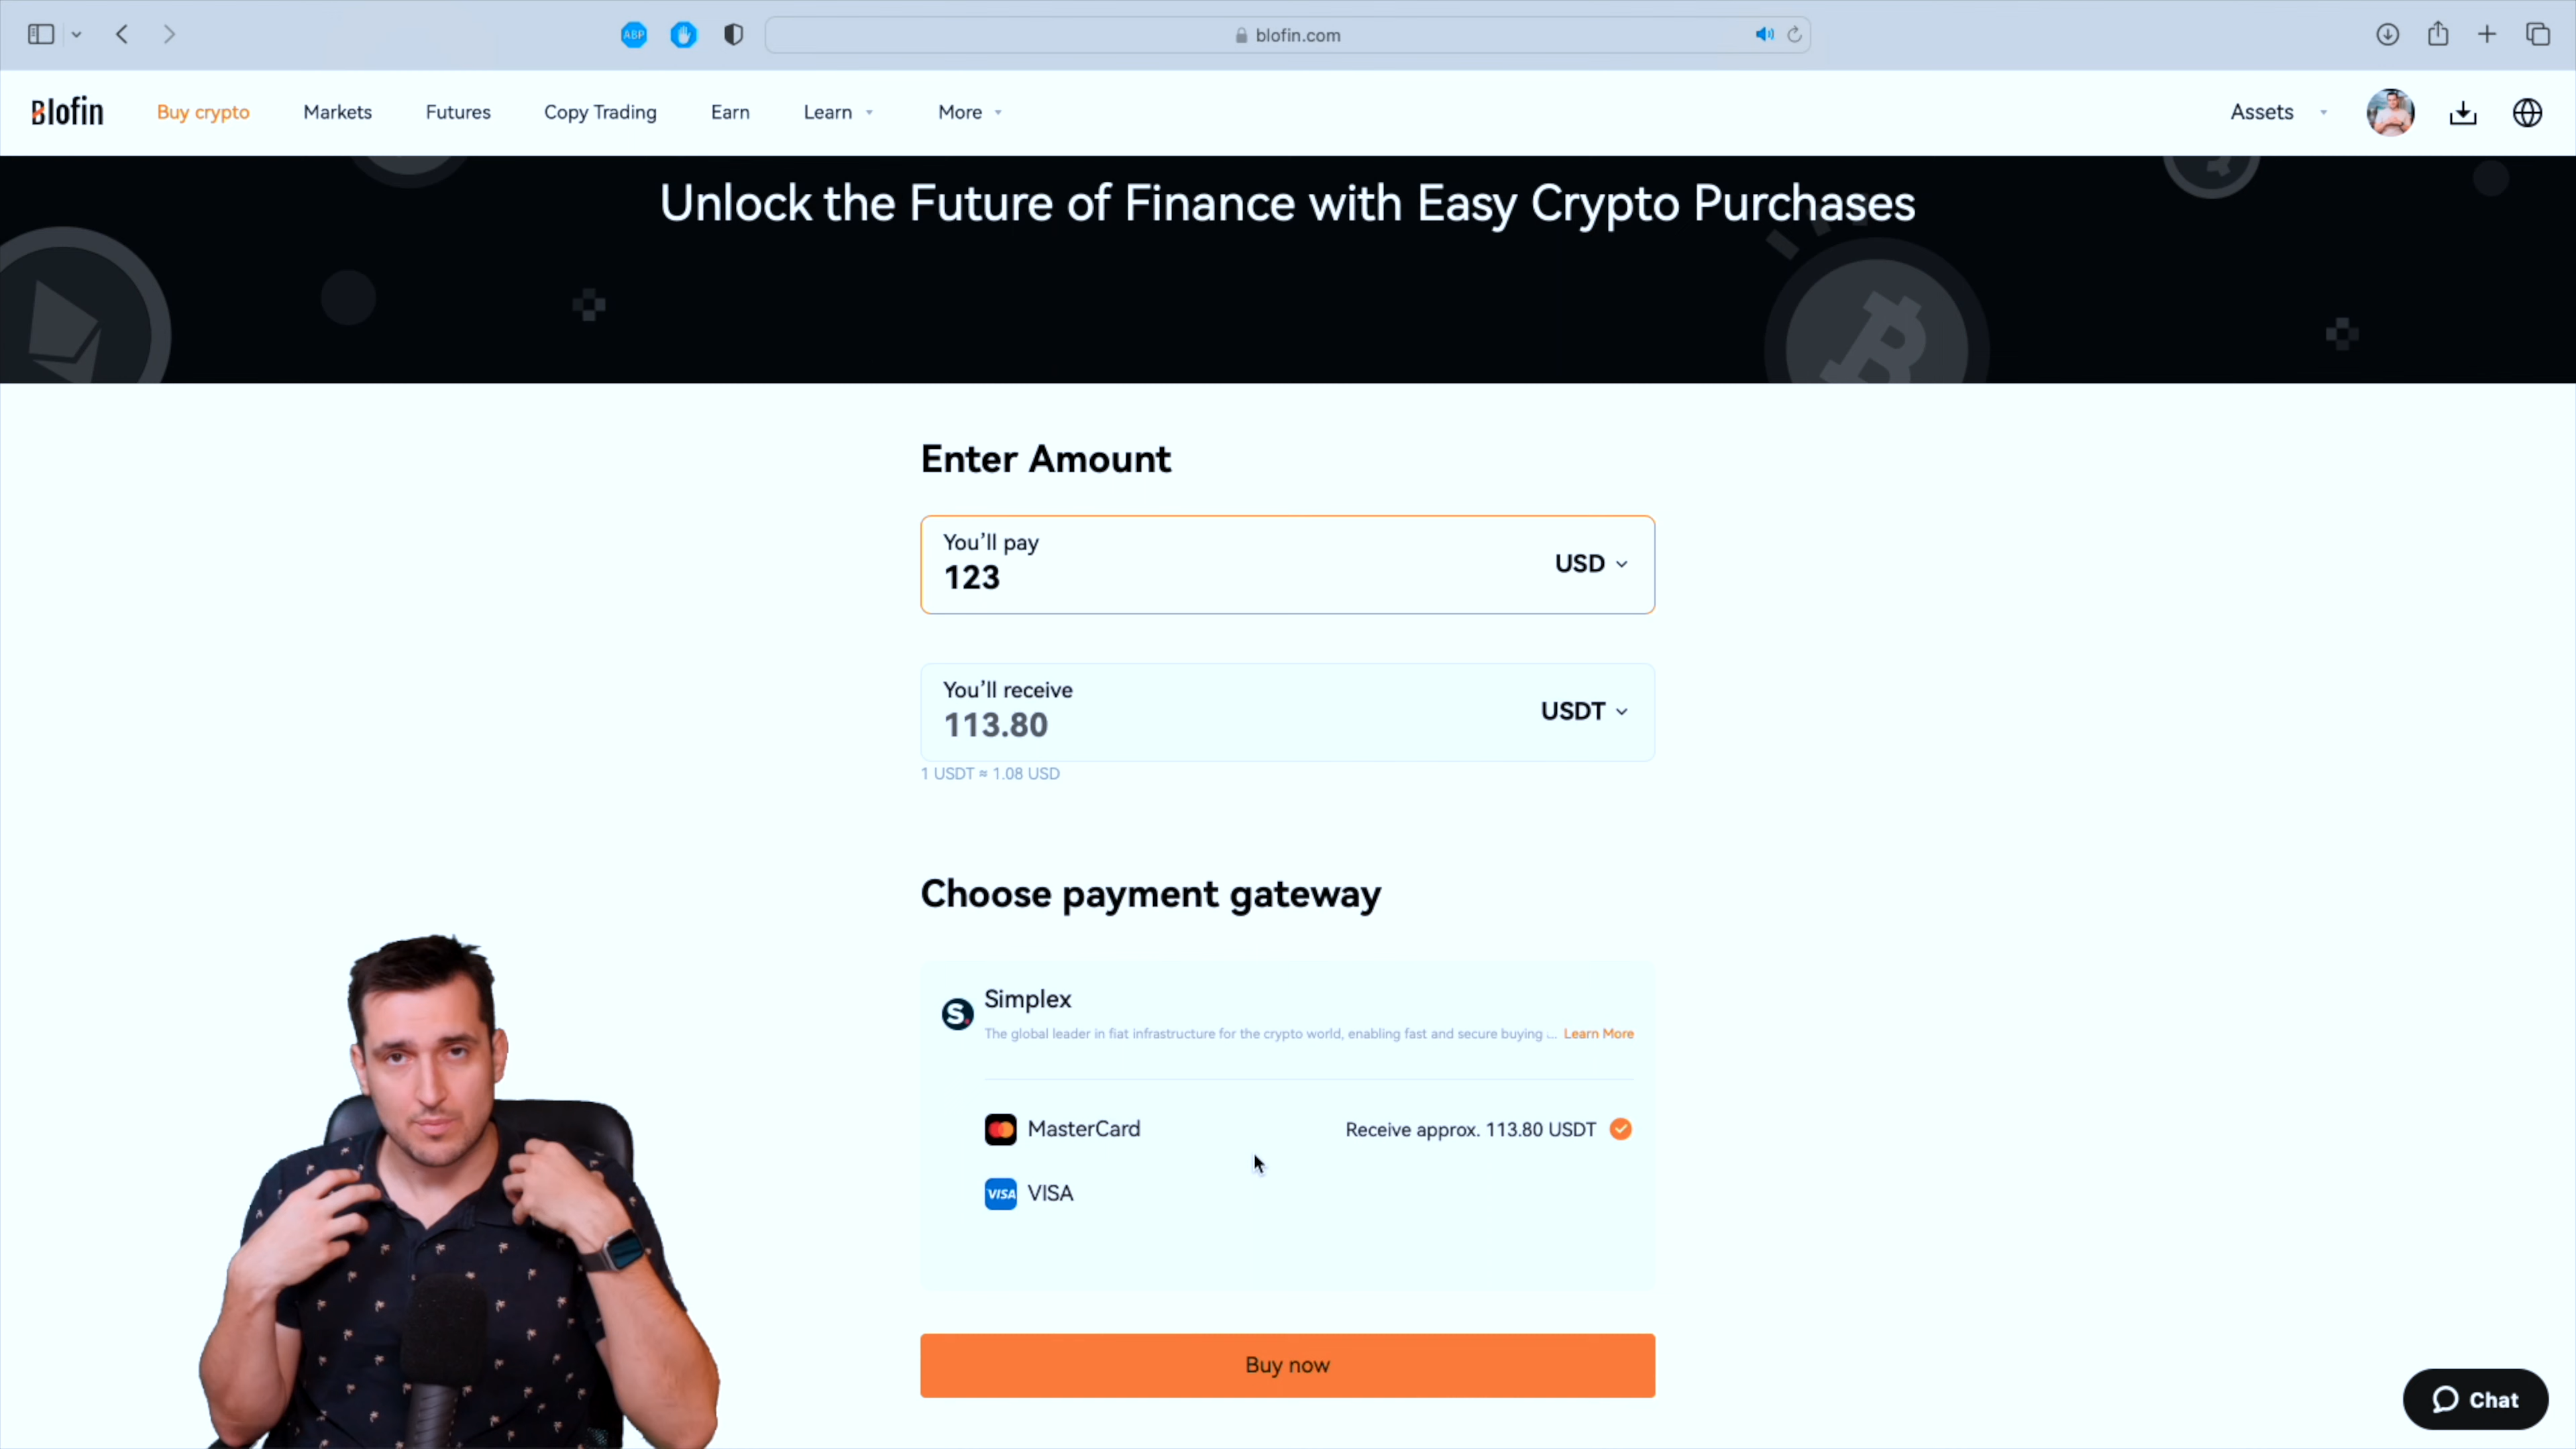 ABP
blofin.com
Blofin
Buy crypto
Markets
Futures
Copy Trading
Earn
Learn
More
Assets
Unlock the Future of Finance with Easy Crypto Purchases
Enter Amount
You'll pay
123
USD
You'll receive
113.80
USDT
1 USDT ≈ 1.08 USD
Choose payment gateway
S.
Simplex
The global leader in fiat infrastructure for the crypto world, enabling fast and secure buying ... Learn More
MasterCard
Receive approx. 113.80 USDT
VISA VISA
Buy now
Chat